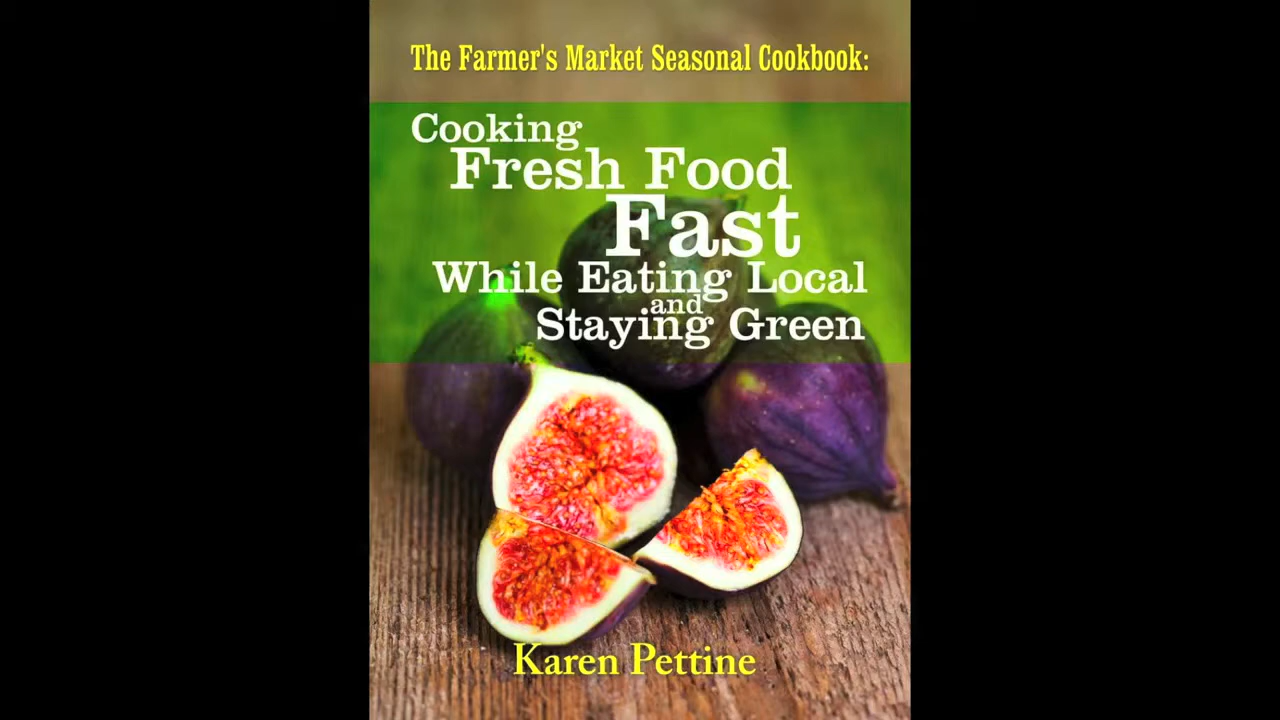 The Farmer's Market Seasonal Cookbook:
Cooking
Fresh Food
Fast
While Eating Local
and
Staying Green
Karen Pettine